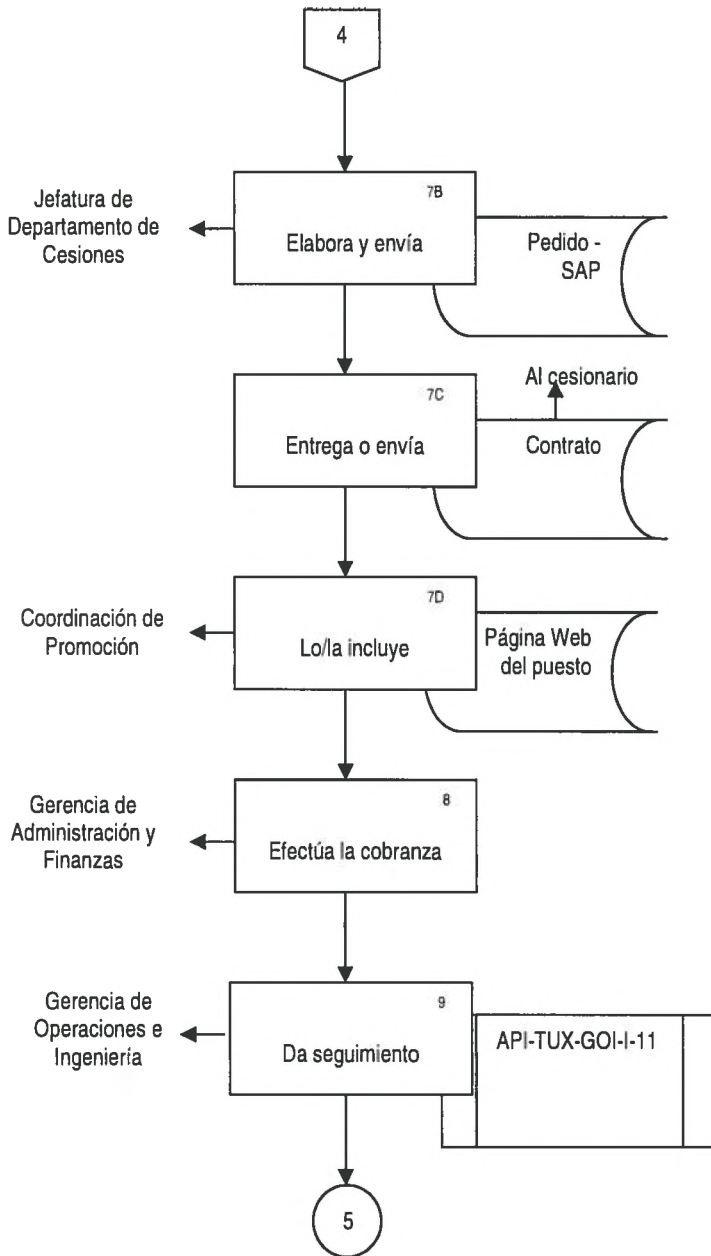 4
7B
Jefatura de
Departamento de
Cesiones
Elabora y envía
Pedido -
SAP
Al cesionario
7C
Entrega o envía
Contrato
7D
Coordinación de
Promoción
Lo/la incluye
Página Web
del puesto
8
Gerencia de
Administración y
Finanzas
Efectúa la cobranza
9
Gerencia de
Operaciones e
Ingeniería
Da seguimiento
API-TUX-GOI-I-11
5